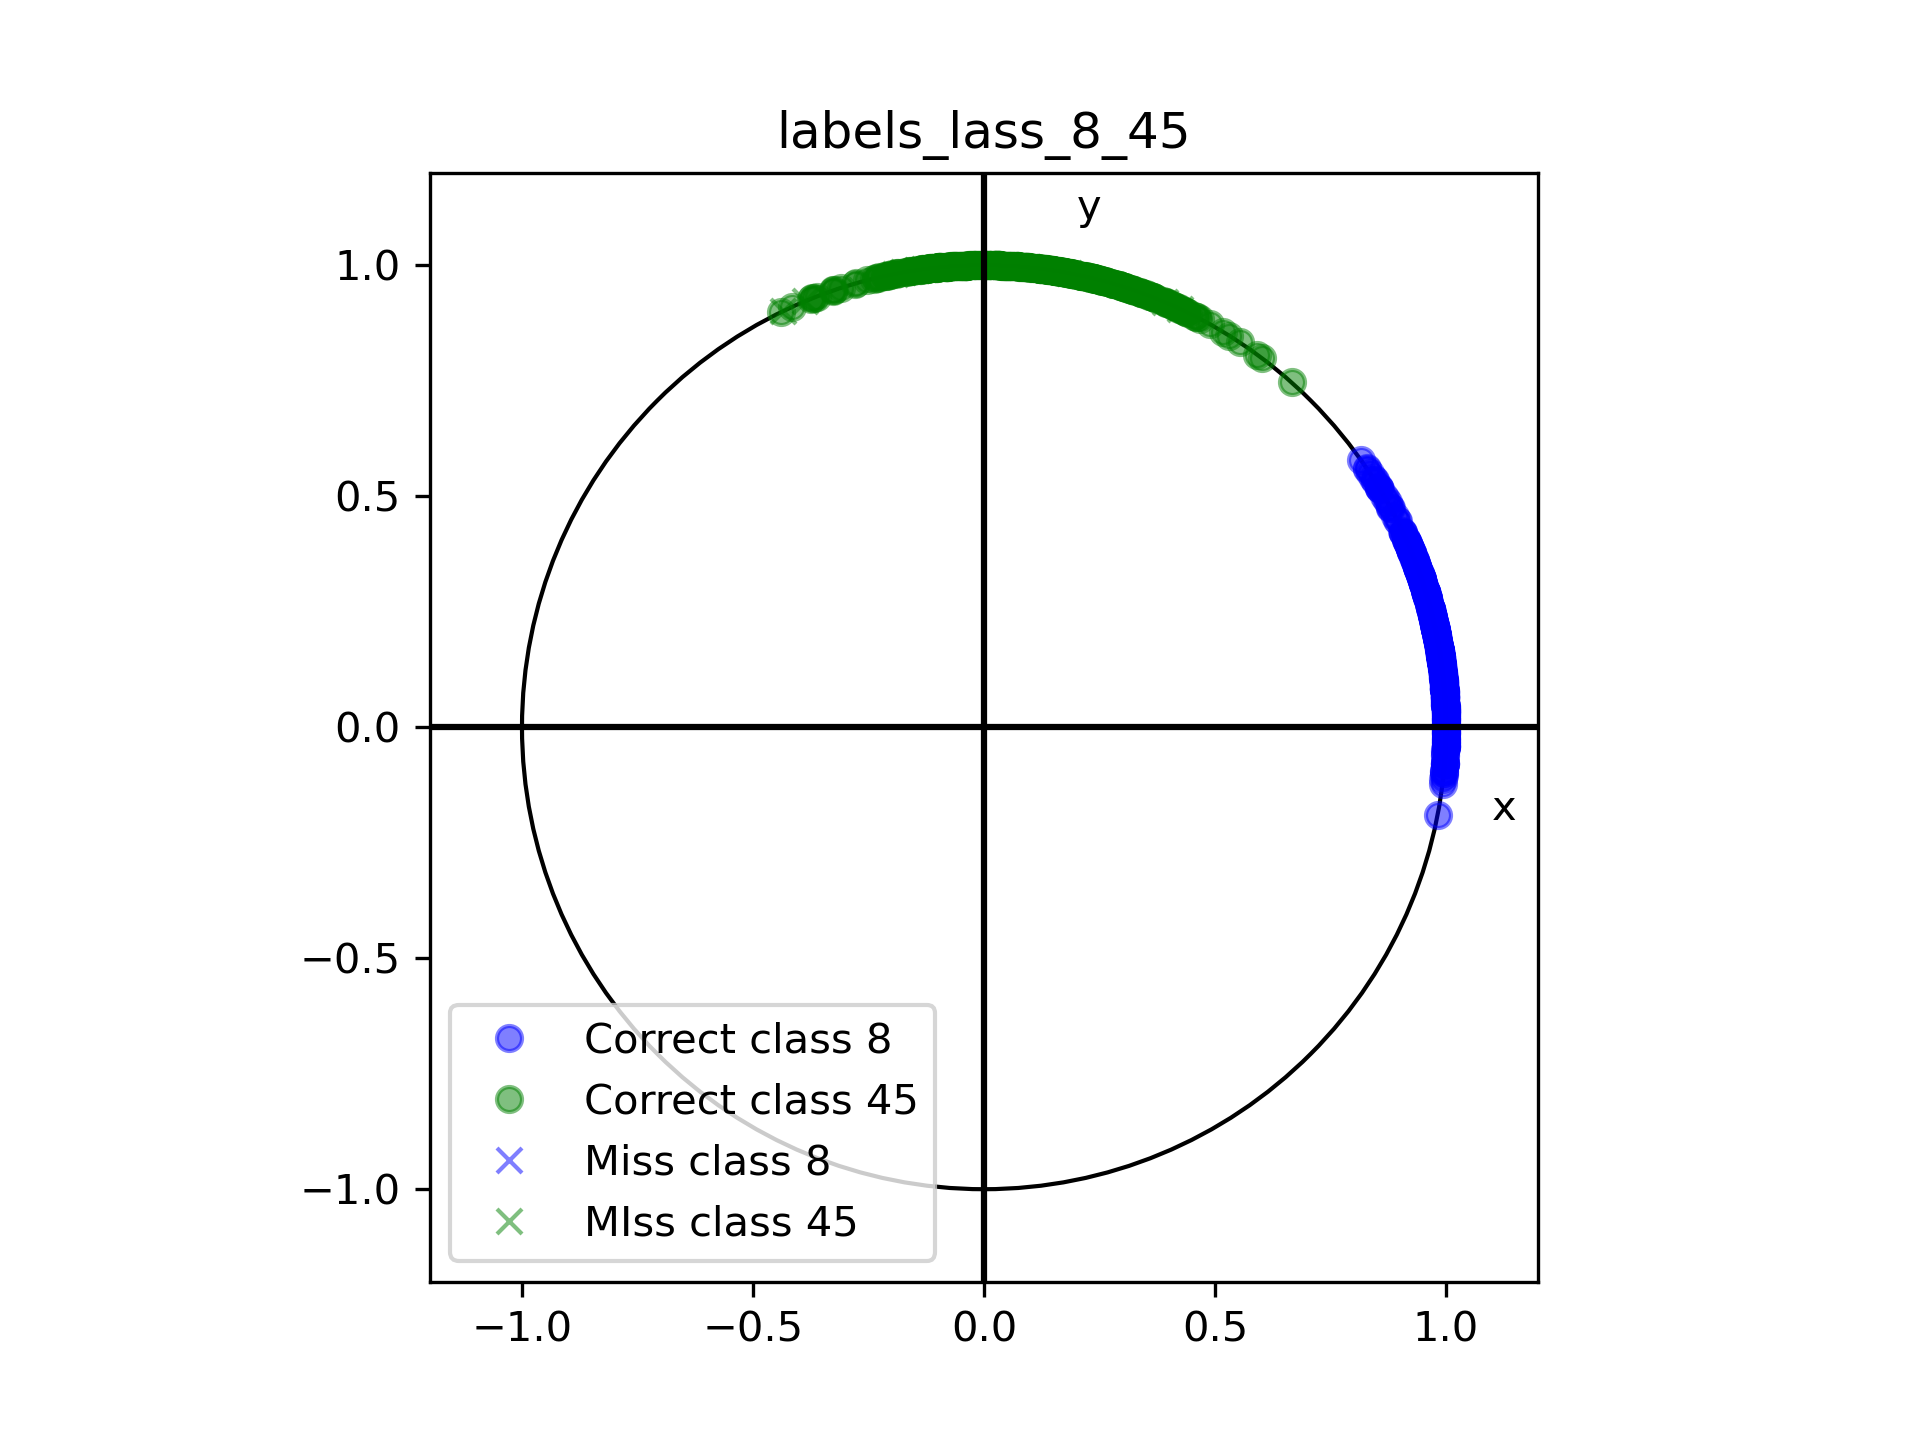 labels_lass_8_45
y
1.0
0.5
0.0
−0.5
−1.0
x
Correct class 8
Correct class 45
Miss class 8
MIss class 45
−1.0 −0.5 0.0 0.5 1.0